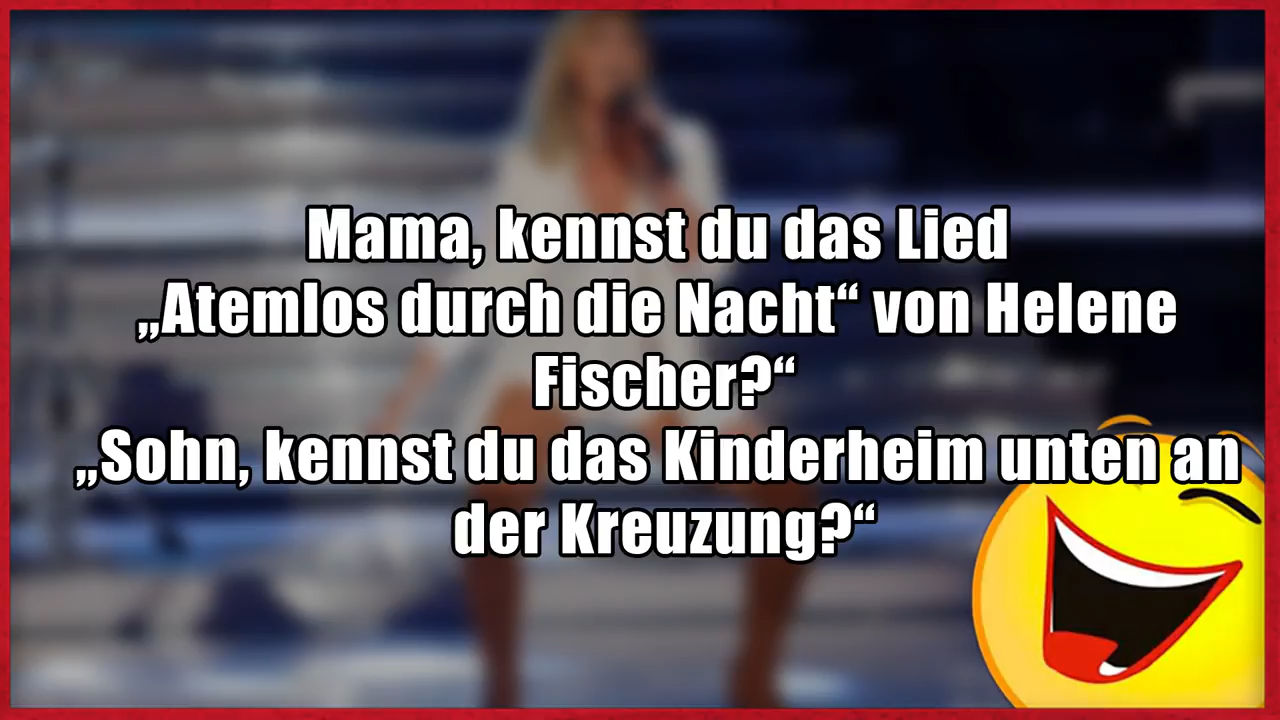 Mama, kennst du das Lied
„Atemlos durch die Nacht“ von Helene
Fischer?“
„Sohn, kennst du das Kinderheim unten an
der Kreuzung?“